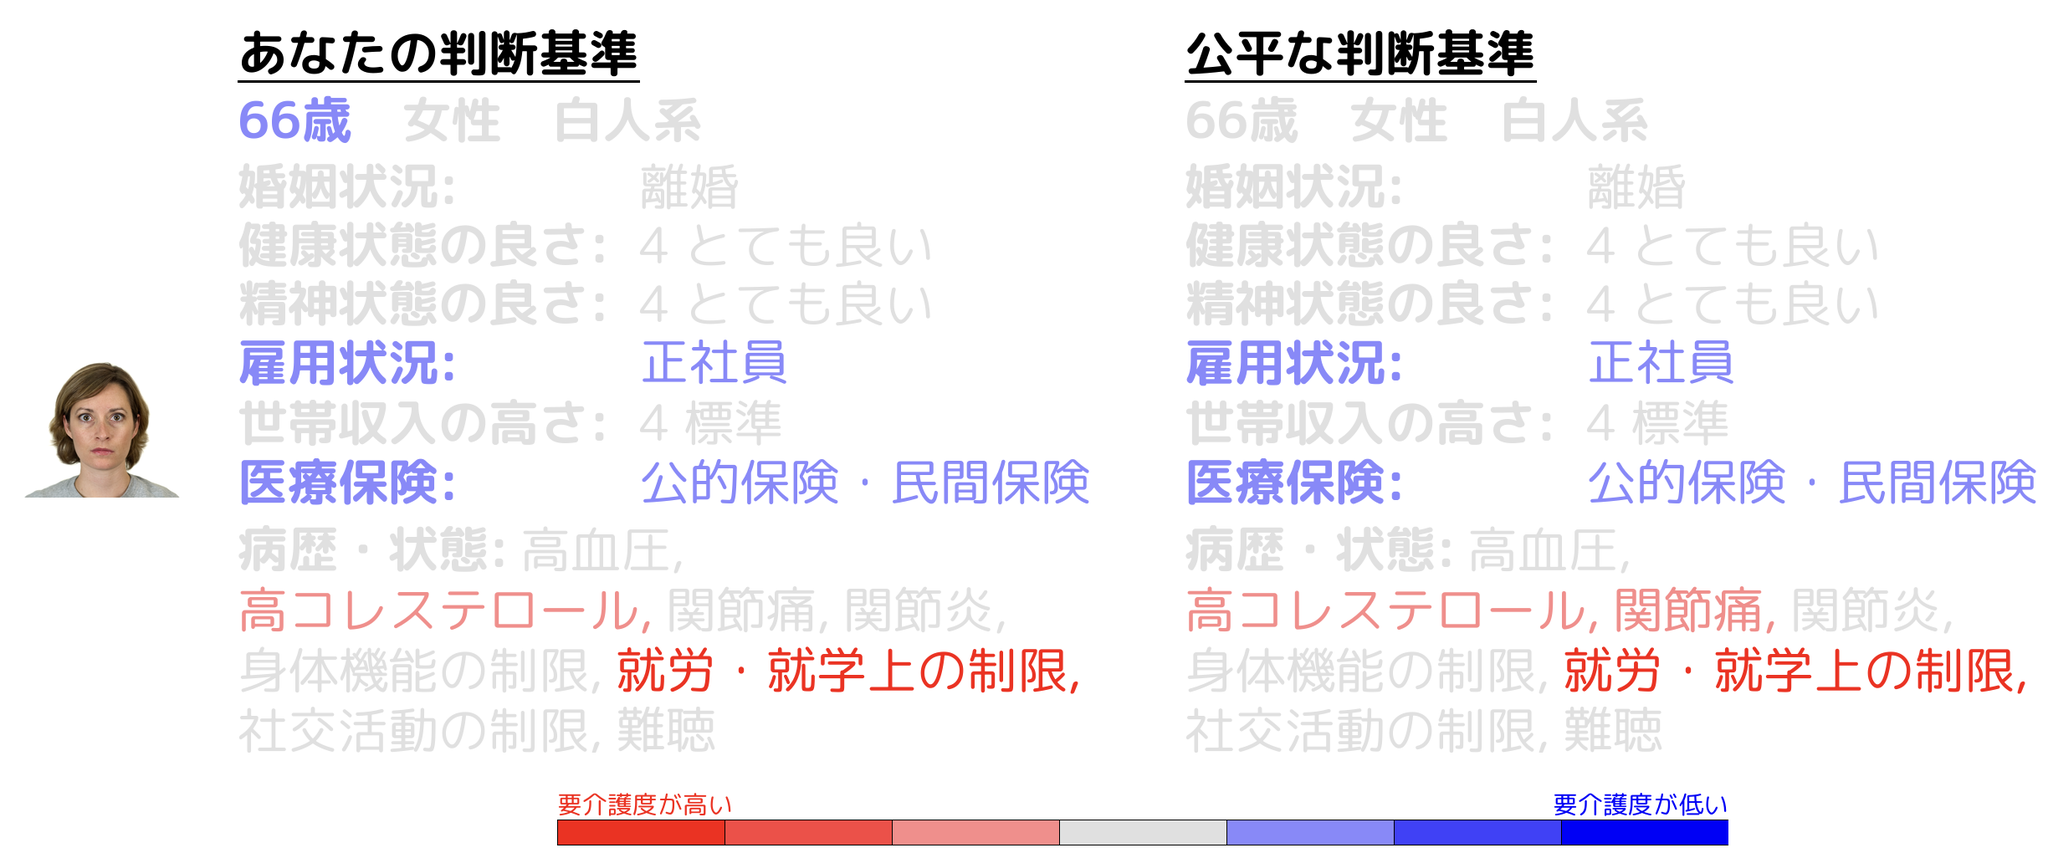 あなたの判断基準
66歳 女性 白人系
婚姻状況: 離婚
健康状態の良さ: 4 とても良い
精神状態の良さ: 4 とても良い
雇用状況: 正社員
世帯収入の高さ: 4 標準
医療保険: 公的保険・民間保険
病歴・状態: 高血圧,
高コレステロール, 関節痛, 関節炎,
身体機能の制限, 就労・就学上の制限,
社交活動の制限, 難聴
公平な判断基準
66歳 女性 白人系
婚姻状況: 離婚
健康状態の良さ: 4 とても良い
精神状態の良さ: 4 とても良い
雇用状況: 正社員
世帯収入の高さ: 4 標準
医療保険: 公的保険・民間保険
病歴・状態: 高血圧,
高コレステロール, 関節痛, 関節炎,
身体機能の制限, 就労・就学上の制限,
社交活動の制限, 難聴
要介護度が高い 要介護度が低い